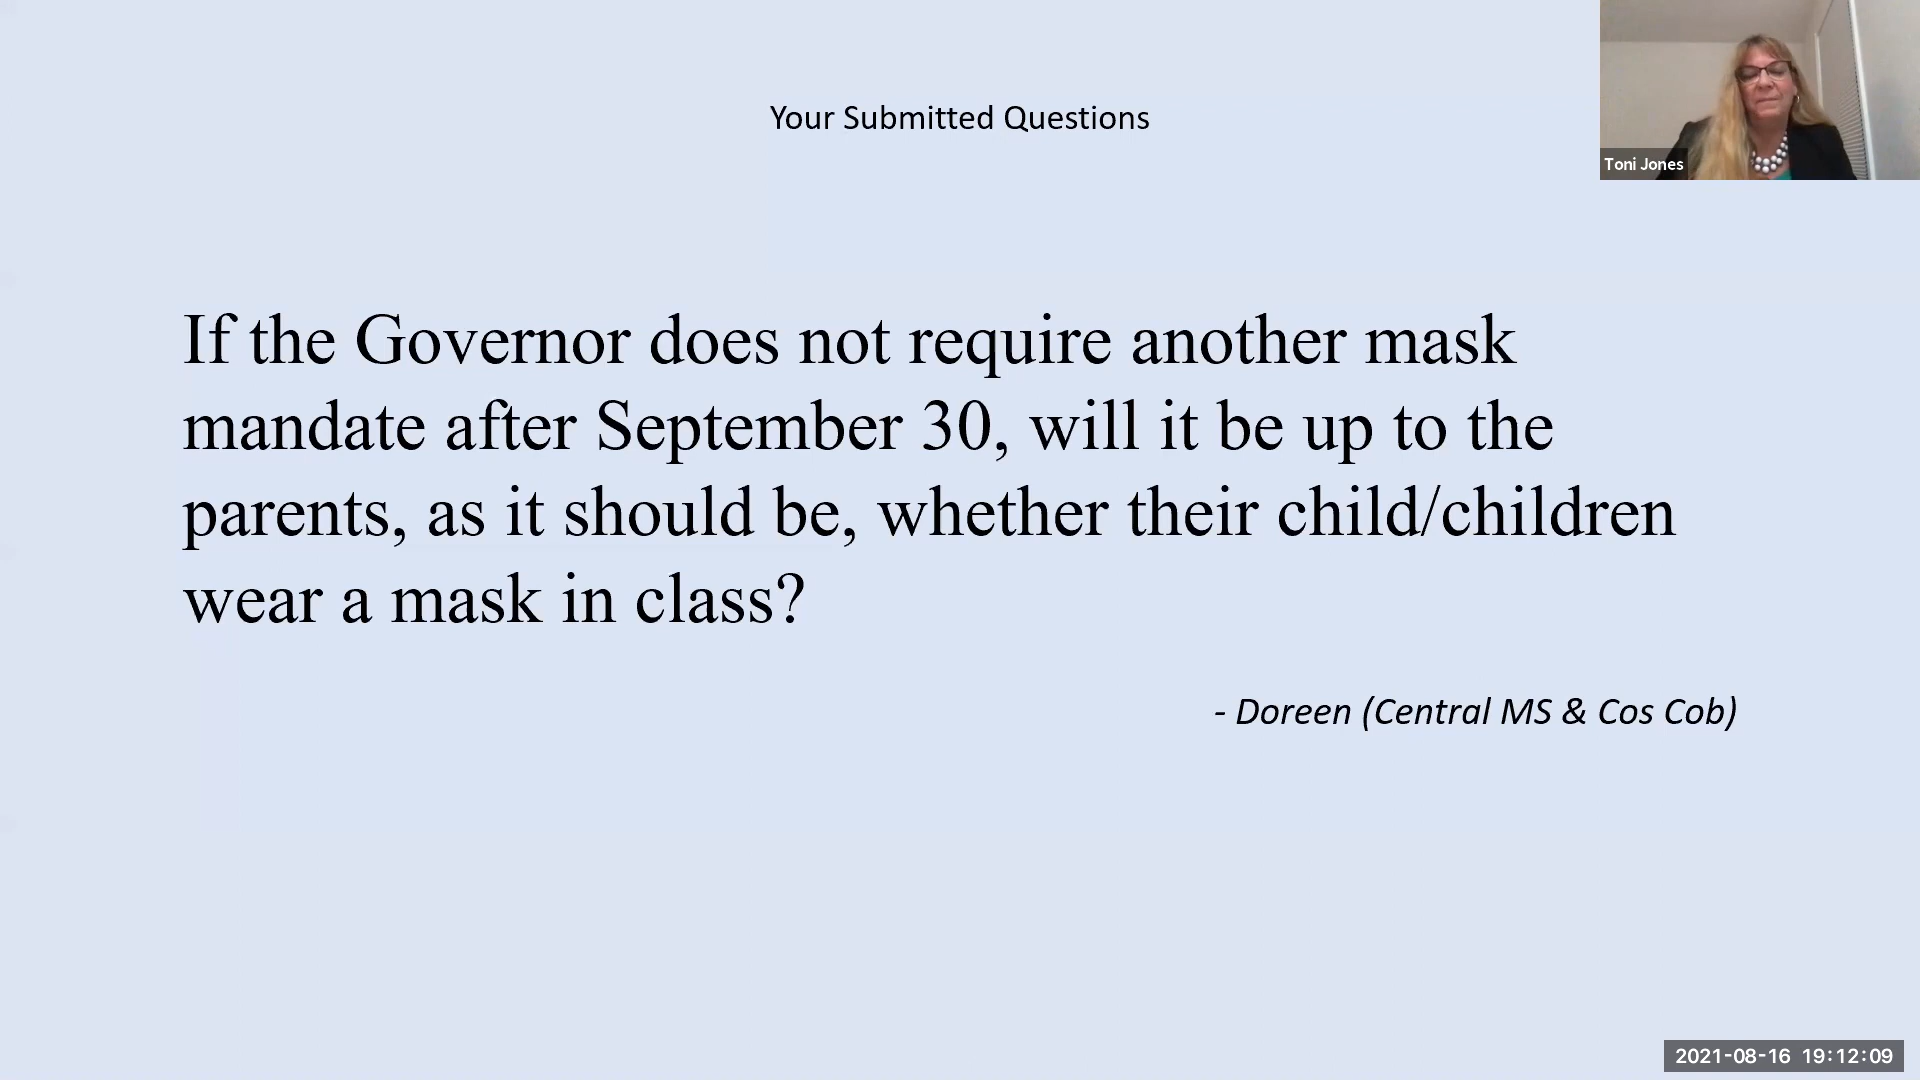 Your Submitted Questions
Toni Jones
If the Governor does not require another mask
mandate after September 30, will it be up to the
parents, as it should be, whether their child/children
wear a mask in class?
- Doreen (Central MS & Cos Cob)
2021-08-16 19:12:09